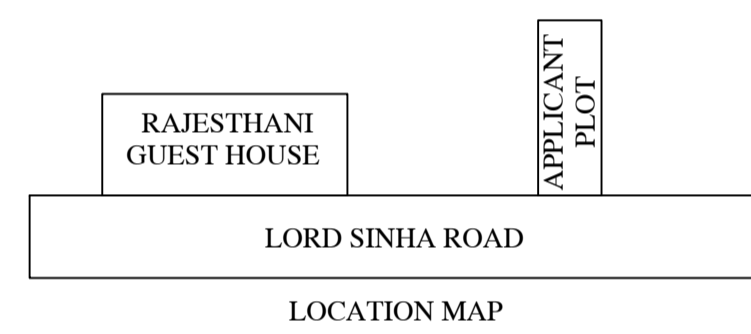 RAJESTHANI
GUEST HOUSE
APPLICANT
PLOT
LORD SINHA ROAD
LOCATION MAP